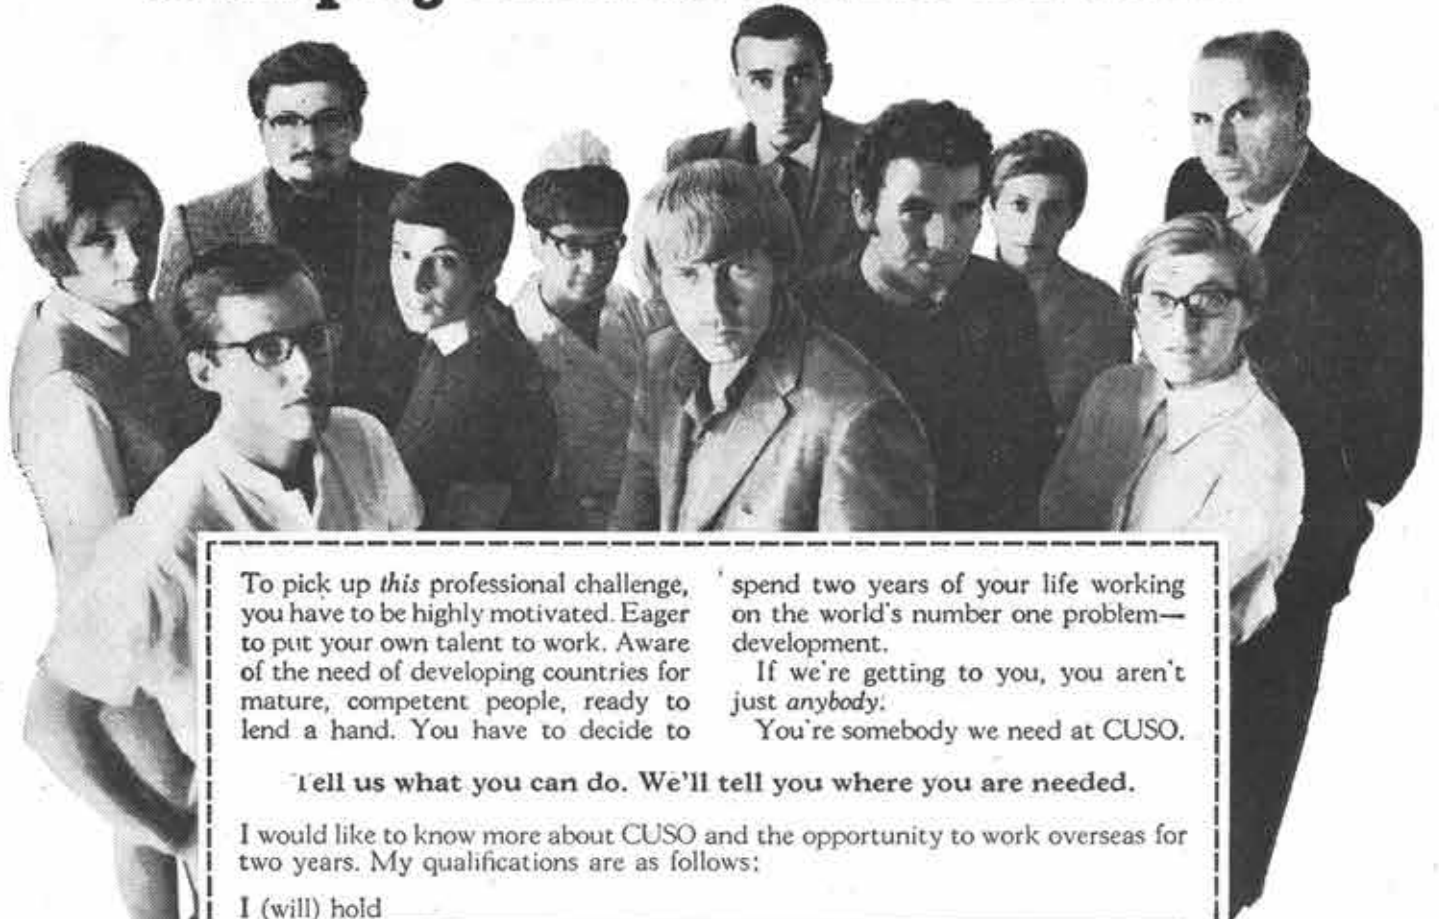 To pick up this professional challenge,
you have to be highly motivated. Eager
to put your own talent to work. Aware
of the need of developing countries for
mature, competent people, ready to
lend a hand. You have to decide to
spend two years of your life working
on the world's number one problem—
development.
If we're getting to you, you aren't
just anybody.
You're somebody we need at CUSO.
Tell us what you can do. We'll tell you where you are needed.
I would like to know more about CUSO and the opportunity to work overseas for
two years. My qualifications are as follows:
I (will) hold